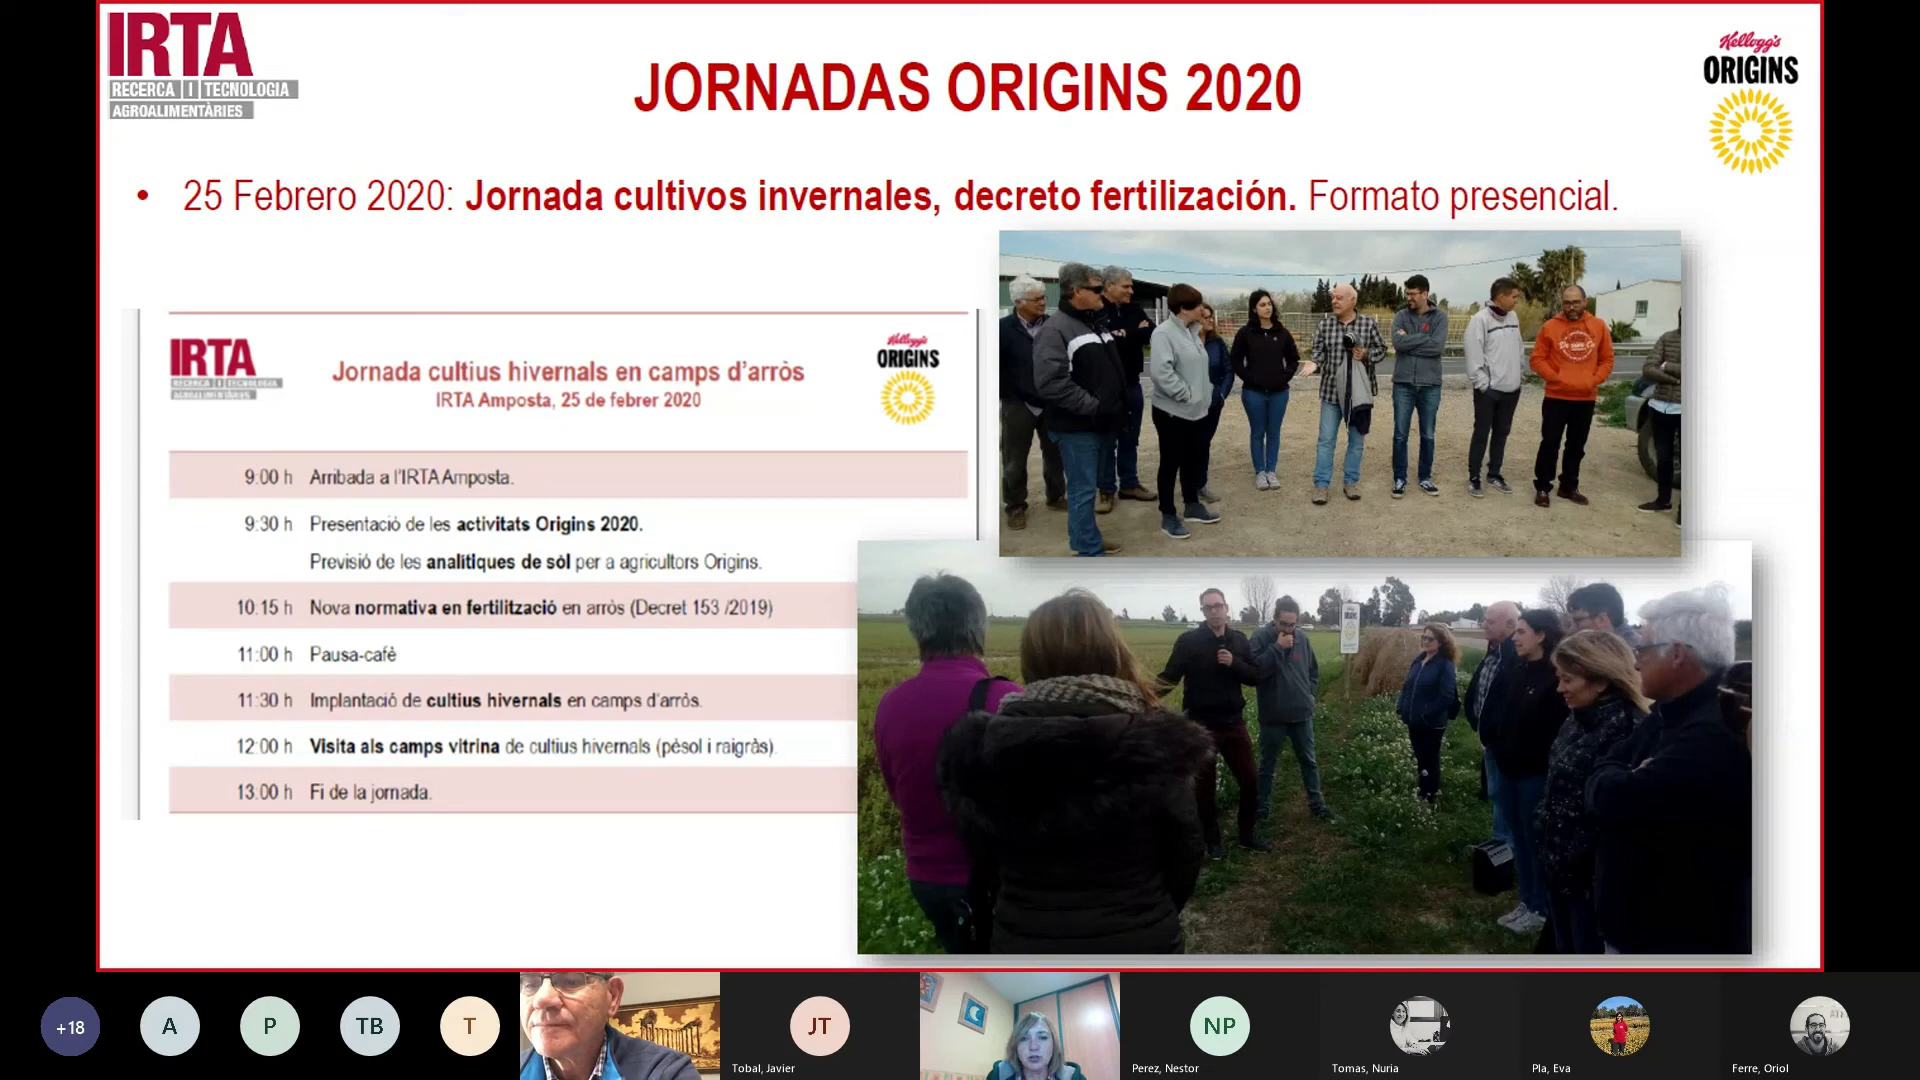 IRTA
RECERCA | I | TECNOLOGIA
AGROALIMENTÀRIES
JORNADAS ORIGINS 2020
Kellogg's
ORIGINS
• 25 Febrero 2020: Jornada cultivos invernales, decreto fertilización. Formato presencial.
IRTA
RECERCA | I | TECNOLOGIA
AGROALIMENTÀRIES
Jornada cultius hivernals en camps d'arròs
IRTA Amposta, 25 de febrer 2020
Kellogg's
ORIGINS
9:00 h Arribada a l'IRTA Amposta.
9:30 h Presentació de les activitats Origins 2020.
Previsió de les analítiques de sòl per a agricultors Origins.
10:15 h Nova normativa en fertilització en arròs (Decret 153 /2019)
11:00 h Pausa-cafè
11:30 h Implantació de cultius hivernals en camps d'arròs.
12:00 h Visita als camps vitrina de cultius hivernals (pèsol i raigràs).
13:00 h Fi de la jornada.
+18
A
P
TB
T
JT
Tobal, Javier
NP
Perez, Nestor
Tomas, Nuria
Pla, Eva
Ferre, Oriol